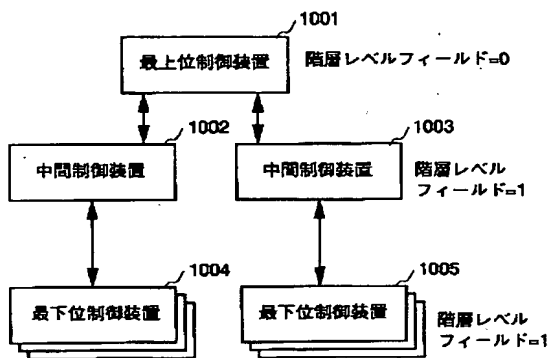 1001
最上位制御装置
階層レベルフィールド=0
1002
1003
中間制御装置
中間制御装置
階層レベル
フィールド=1
1004
1005
最下位制御装置
最下位制御装置
階層レベル
フィールド=1